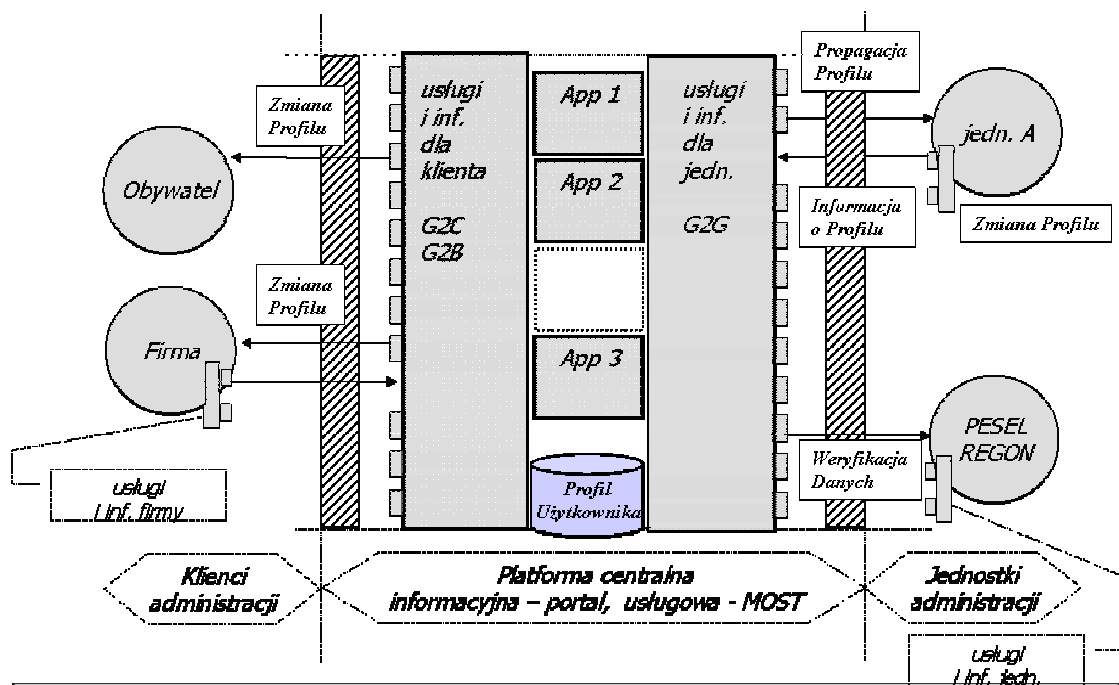 Propagacja
Profilu
Zmiana
Profilu
usługi
i inf.
dla
klienta
G2C
G2B
App 1
App 2
App 3
usługi
i inf.
dla
jedn.
G2G
jedn. A
Obywatel
Informacja
o Profilu
Zmiana Profilu
Zmiana
Profilu
Firma
PESEL
REGON
Weryfikacja
Danych
usługi
i inf. firmy
Profil
Użytkownika
Klienci
administracji
Platforma centralna
informacyjna – portal, usługowa - MOST
Jednostki
administracji
usługi
i inf. jedn.